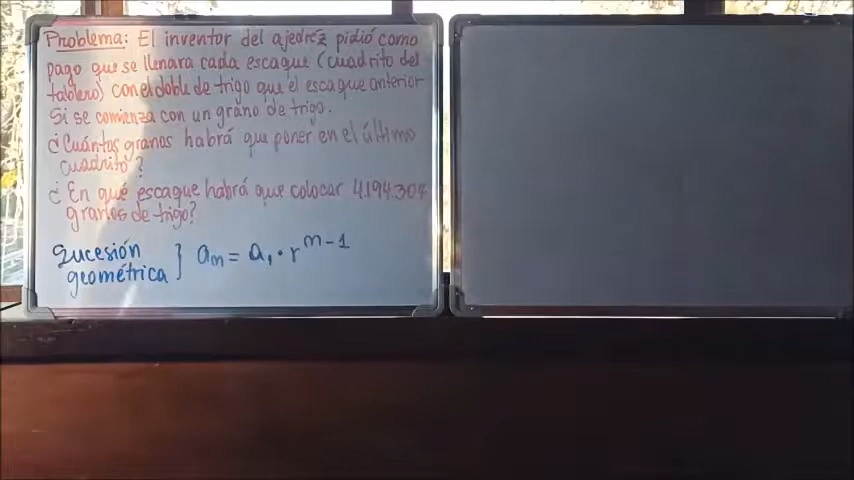 Problema: El inventor del ajedrez pidió como
pago que se llenara cada escaque (cuadrito del
tablero) con el doble de trigo que el escaque anterior
Si se comienza con un grano de trigo.
¿Cuántos granos habrá que poner en el último
cuadrito?
¿En qué escaque habrá que colocar 4194304
granos de trigo?
Sucesión
geométrica } aₙ = a₁ · rⁿ⁻¹